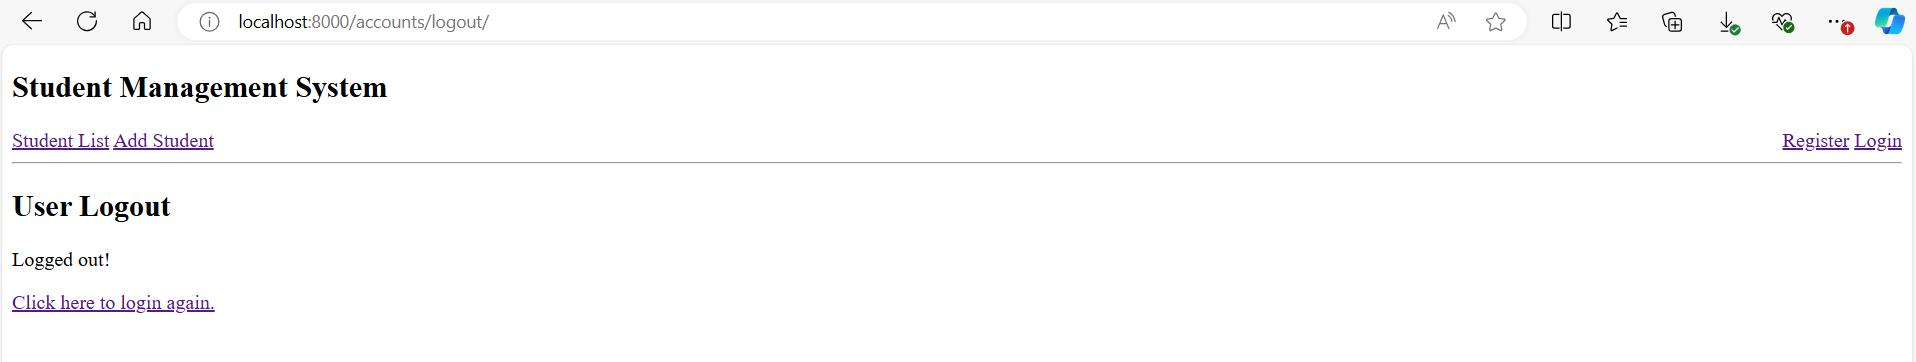 localhost:8000/accounts/logout/
Student Management System
Student List Add Student Register Login
User Logout
Logged out!
Click here to login again.